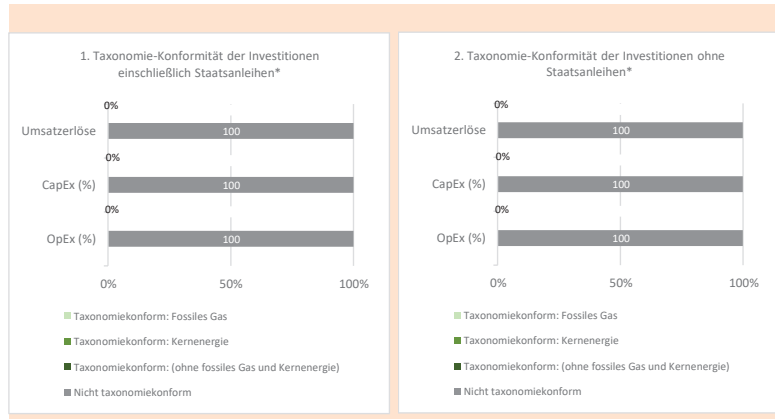 1. Taxonomie-Konformität der Investitionen
einschließlich Staatsanleihen*
0%
Umsatzerlöse 100
0%
CapEx (%) 100
0%
OpEx (%) 100
0% 50% 100%
Taxonomiekonform: Fossiles Gas
Taxonomiekonform: Kernenergie
Taxonomiekonform: (ohne fossiles Gas und Kernenergie)
Nicht taxonomiekonform
2. Taxonomie-Konformität der Investitionen ohne
Staatsanleihen*
0%
Umsatzerlöse 100
0%
CapEx (%) 100
0%
OpEx (%) 100
0% 50% 100%
Taxonomiekonform: Fossiles Gas
Taxonomiekonform: Kernenergie
Taxonomiekonform: (ohne fossiles Gas und Kernenergie)
Nicht taxonomiekonform